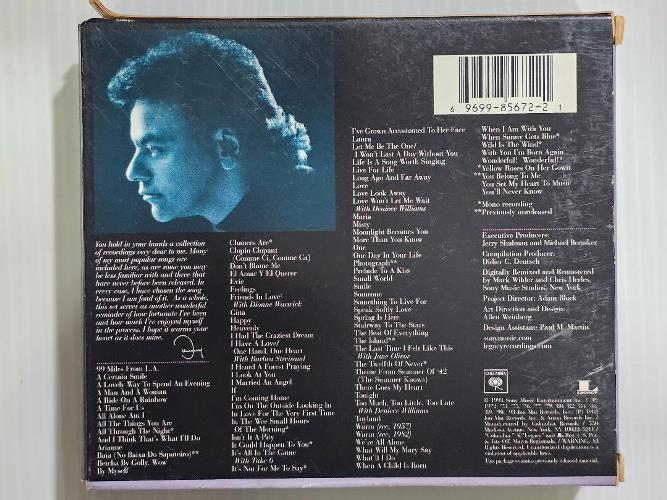 You hold in your hands a collection
of recordings very dear to me. Many
of my most popular songs are
included here, as are some you may
be less familiar with and three that
have never before been released. In
every case, I have chosen the song
because I am fond of it. As a whole,
this set serves as another wonderful
reminder of how fortunate I've been
and how much I've enjoyed myself
in the process. I hope it warms your
heart as it does mine.
99 Miles From L.A.
A Certain Smile
A Lovely Way To Spend An Evening
A Man And A Woman
A Ride On A Rainbow
A Time For Us
All Alone Am I
All The Things You Are
All Through The Night*
And I Think That's What I'll Do
Arianne
Baia (No Baixa Do Sapateiro)**
Betcha By Golly, Wow
By Myself
Chances Are*
Clopin Clopant
(Comme Ci, Comme Ca)
Don't Blame Me
El Amar Y El Querer
Evie
Feelings
Friends In Love/
With Dionne Warwick
Gina
Happy
Heavenly
I Had The Craziest Dream
I Have A Love/
One Hand, One Heart
With Barbra Streisand
I Heard A Forest Praying
I Look At You
I Married An Angel
If
I'm Coming Home
I'm On The Outside Looking In
In Love For The Very First Time
In The Wee Small Hours
Of The Morning*
Isn't It A Pity
It Could Happen To You*
It's All In The Game
With Take 6
It's Not For Me To Say*
I've Grown Accustomed To Her Face
Laura
Let Me Be The One/
I Won't Last A Day Without You
Life Is A Song Worth Singing
Live For Life
Long Ago And Far Away
Love
Love Look Away
Love Won't Let Me Wait
With Deniece Williams
Maria
Misty
Moonlight Becomes You
More Than You Know
One
One Day In Your Life
Photograph**
Prelude To A Kiss
Small World
Smile
Someone
Something To Live For
Speak Softly Love
Spring Is Here
Stairway To The Stars
The Best Of Everything
The Island**
The Last Time I Felt Like This
With Jane Olivor
The Twelfth Of Never*
Theme From Summer Of '42
(The Summer Knows)
There Goes My Heart
Tonight
Too Much, Too Little, Too Late
With Deniece Williams
Toyland
Warm (rec. 1957)
Warm (rec. 1982)
We're All Alone
What Will My Mary Say
What'll I Do
When A Child Is Born
6 9699-85672-2 1
When I Am With You
When Sunny Gets Blue*
Wild Is The Wind*
With You I'm Born Again
Wonderful! Wonderful!*
*Yellow Roses On Her Gown
**You Belong To Me
You Set My Heart To Music
You'll Never Know
*Mono recording
**Previously unreleased
Executive Producers:
Jerry Shulman and Michael Berniker
Compilation Producer:
Didier C. Deutsch
Digitally Remixed and Remastered
by Mark Wilder and Chris Herles,
Sony Music Studios, New York
Project Director: Adam Block
Art Direction and Design:
Allen Weinberg
Design Assistant: Paul M. Martin
sonymusic.com
legacyrecordings.com
COLUMBIA